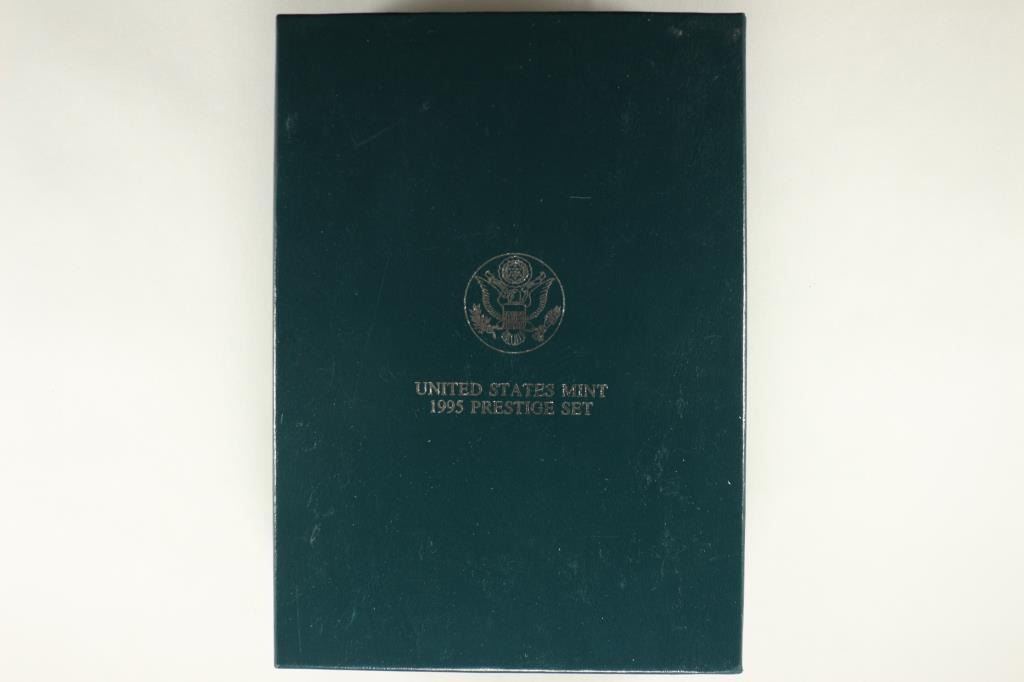 UNITED STATES MINT
1995 PRESTIGE SET